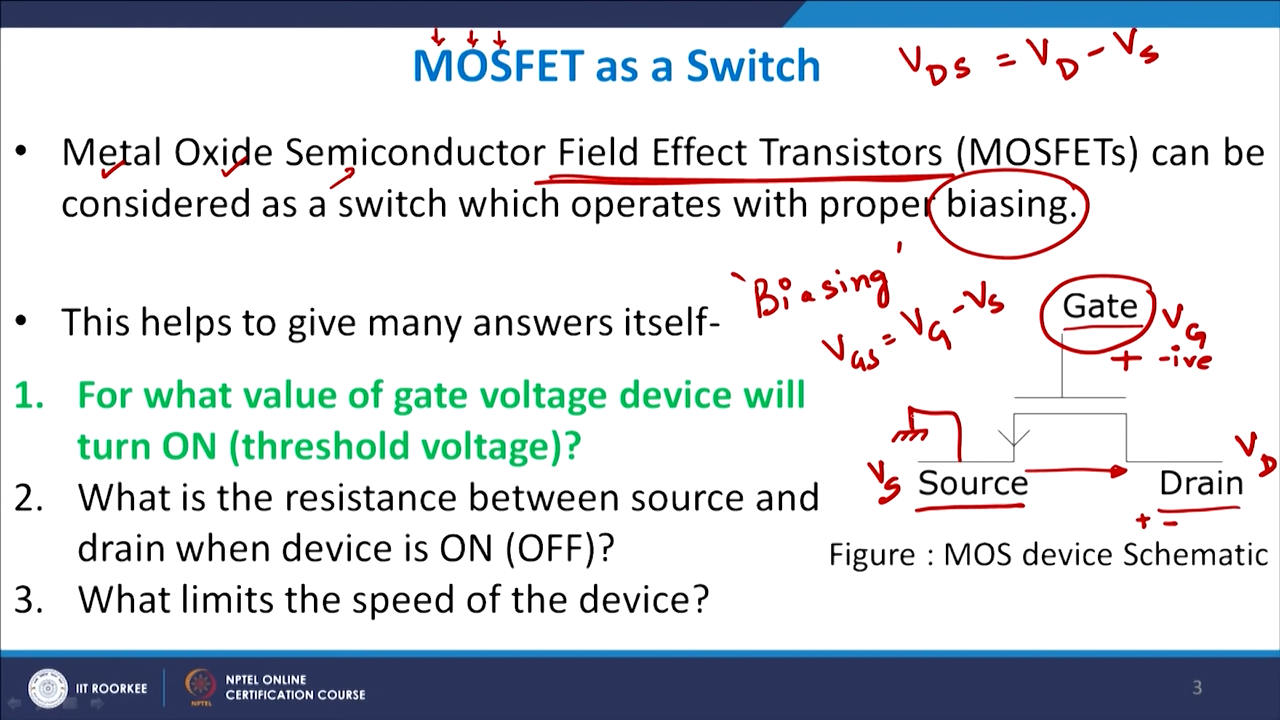 MOSFET as a Switch
V_DS = V_D - V_S
• Metal Oxide Semiconductor Field Effect Transistors (MOSFETs) can be
considered as a switch which operates with proper biasing.
'Biasing'
V_GS = V_G - V_S
• This helps to give many answers itself-
1. For what value of gate voltage device will
turn ON (threshold voltage)?
2. What is the resistance between source and
drain when device is ON (OFF)?
3. What limits the speed of the device?
Gate V_G
+ -ive
V_S Source
Drain V_D
+ -
Figure : MOS device Schematic
IIT ROORKEE
NPTEL
NPTEL ONLINE
CERTIFICATION COURSE
3